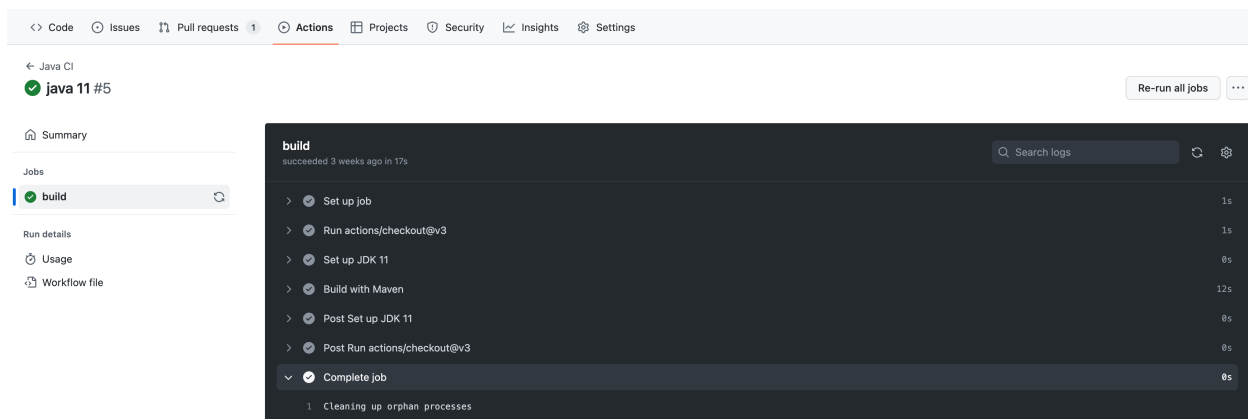 Code Issues Pull requests 1 Actions Projects Security Insights Settings
Java CI
java 11 #5
Re-run all jobs
Summary
Jobs
build
Run details
Usage
Workflow file
build
succeeded 3 weeks ago in 17s
Search logs
Set up job 1s
Run actions/checkout@v3 1s
Set up JDK 11 0s
Build with Maven 12s
Post Set up JDK 11 0s
Post Run actions/checkout@v3 0s
Complete job 0s
1 Cleaning up orphan processes